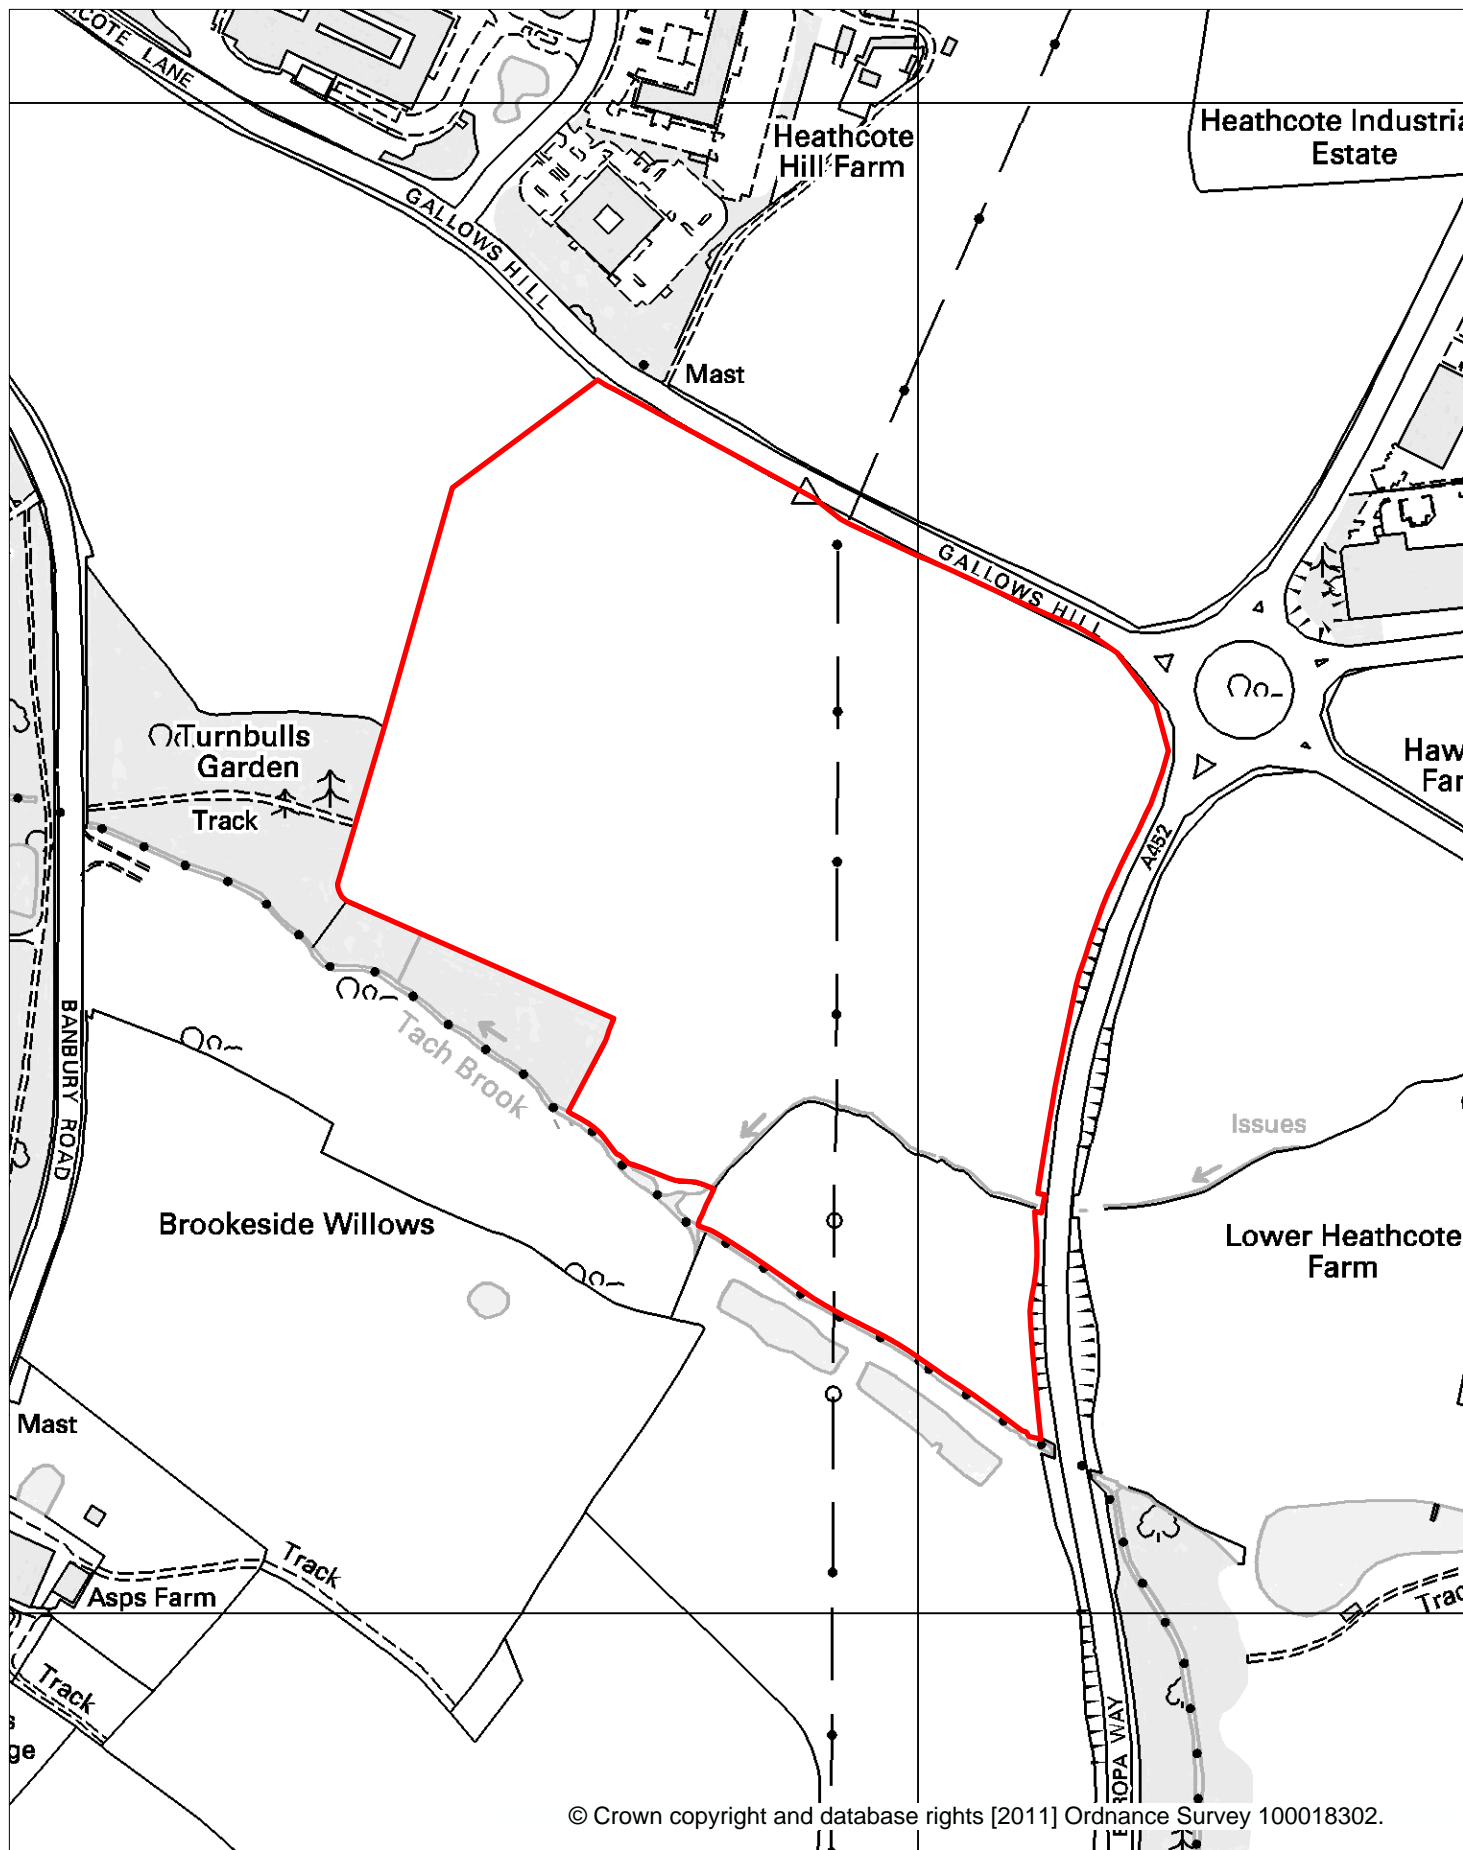 COTE LANE
Heathcote
Hill Farm
Heathcote Industria
Estate
GALLOWS HILL
Mast
GALLOWS HILL
Turnbulls
Garden
Track
Haw
Far
A452
BANBURY ROAD
Tach Brook
Issues
Brookeside Willows
Lower Heathcote
Farm
Mast
Track
Asps Farm
Trac
Track
s
ge
ROPA WAY
© Crown copyright and database rights [2011] Ordnance Survey 100018302.